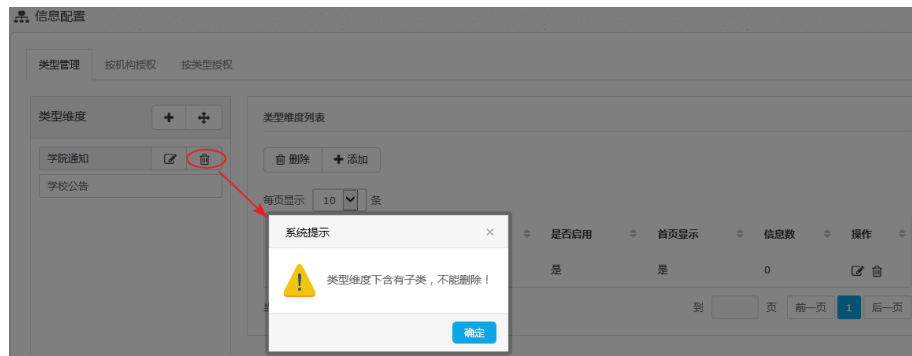 信息配置
类型管理 按机构授权 按类型授权
类型维度
类型维度列表
学院通知
删除 添加
学校公告
每页显示 10 条
系统提示
是否启用 首页显示 信息数 操作
类型维度下含有子类,不能删除!
是 是 0
到 页 前一页 1 后一页
确定